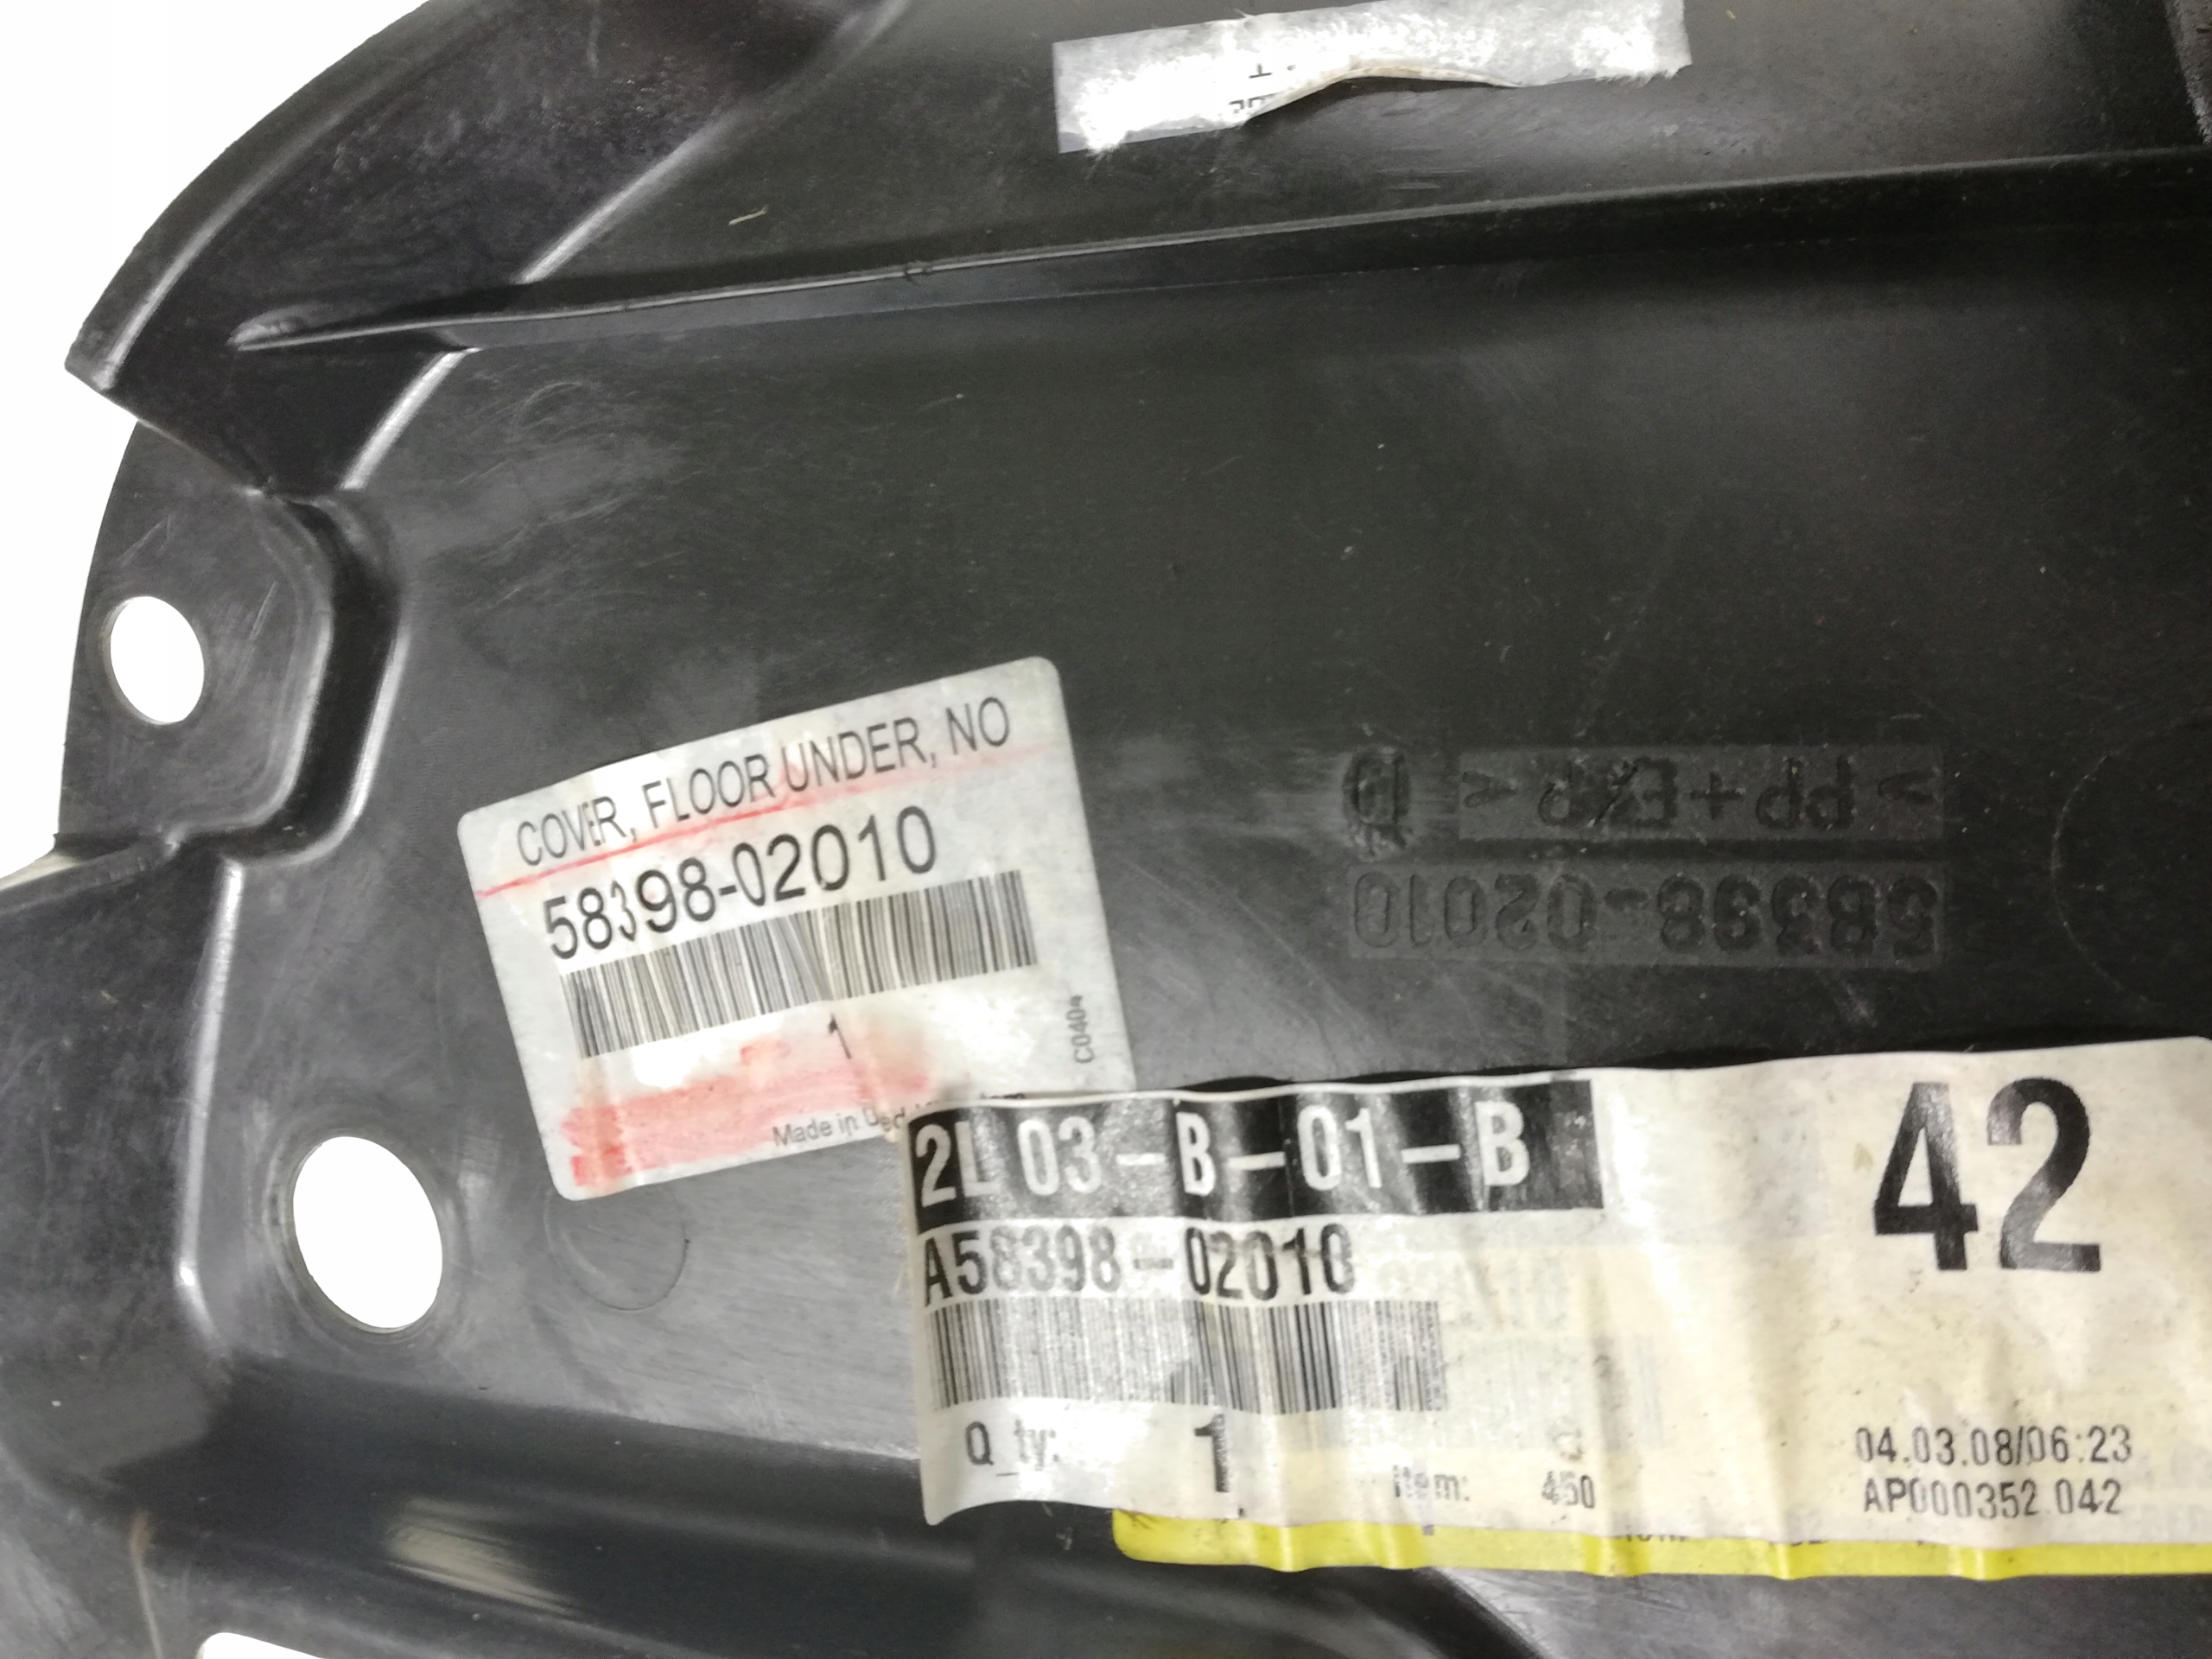 COVER, FLOOR UNDER, NO
58398-02010
1
C0404
Made in
>PP+EXP<
58398-02010
2L 03-B-01-B
42
A58398-02010
Q_ty: 1
Item: 450
04.03.08/06:23
AP000352 042